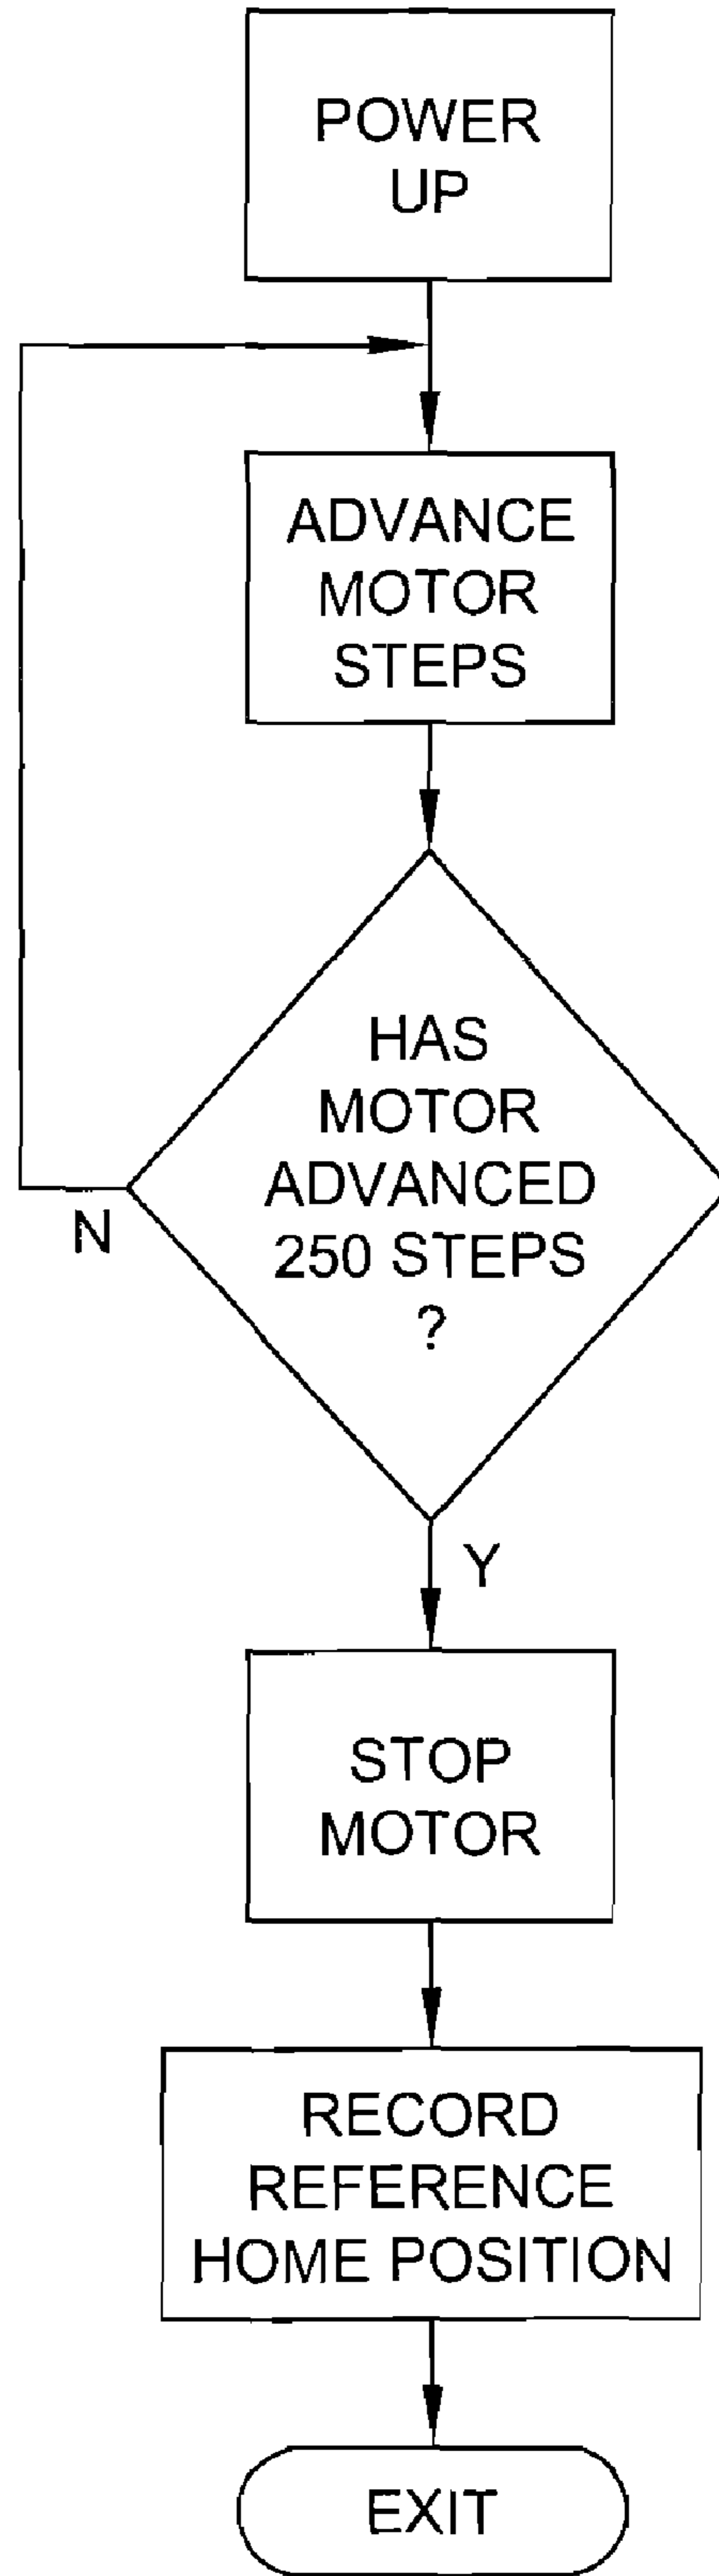 POWER
UP
ADVANCE
MOTOR
STEPS
HAS
MOTOR
ADVANCED
250 STEPS
?
N
Y
STOP
MOTOR
RECORD
REFERENCE
HOME POSITION
EXIT